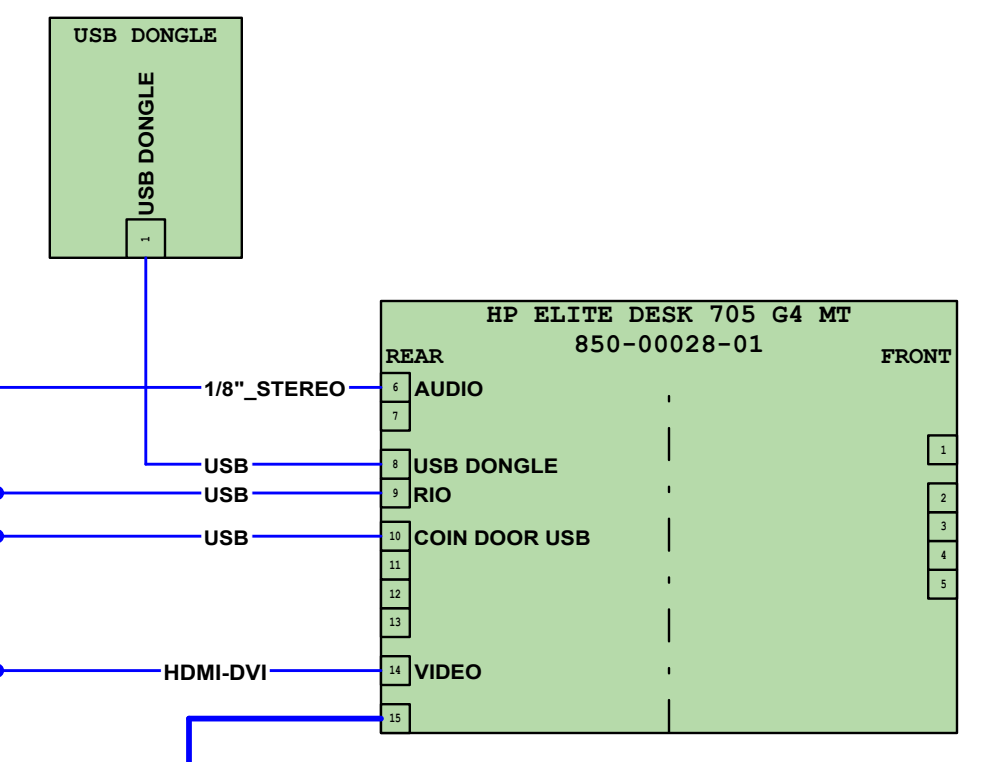 USB DONGLE
USB DONGLE
1
HP ELITE DESK 705 G4 MT
850-00028-01
REAR
FRONT
1/8"_STEREO
6
AUDIO
7
1
USB
8
USB DONGLE
USB
9
RIO
2
3
USB
10
COIN DOOR USB
4
11
5
12
13
HDMI-DVI
14
VIDEO
15